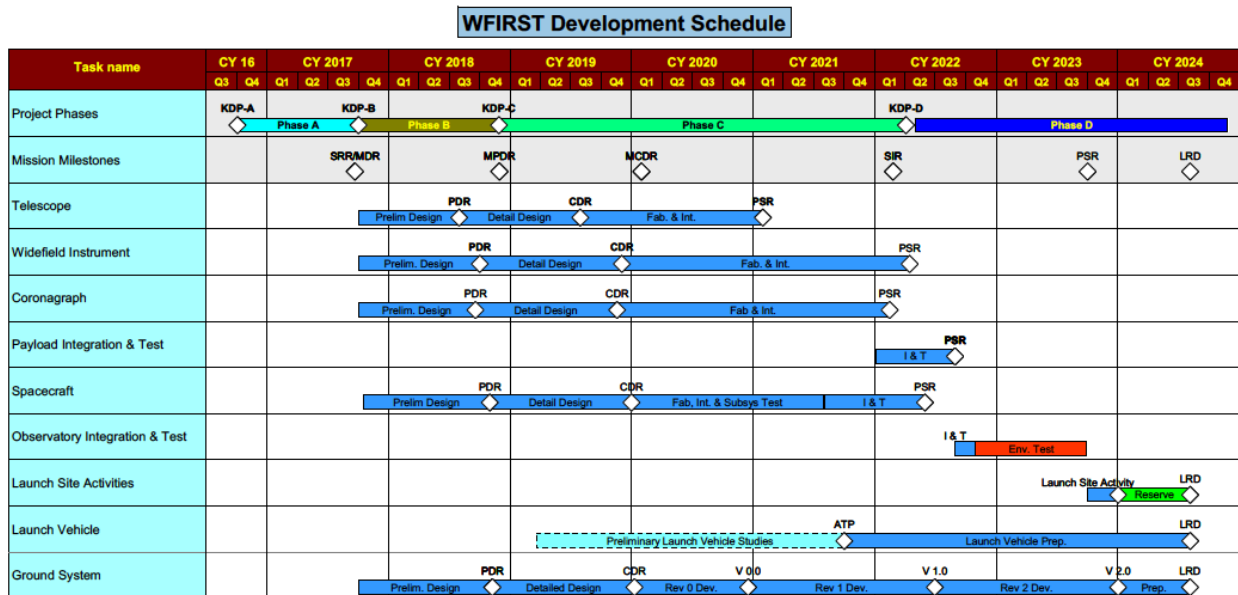 WFIRST Development Schedule
Task name CY 16 CY 2017 CY 2018 CY 2019 CY 2020 CY 2021 CY 2022 CY 2023 CY 2024
Q3 Q4 Q1 Q2 Q3 Q4 Q1 Q2 Q3 Q4 Q1 Q2 Q3 Q4 Q1 Q2 Q3 Q4 Q1 Q2 Q3 Q4 Q1 Q2 Q3 Q4 Q1 Q2 Q3 Q4 Q1 Q2 Q3 Q4
KDP-A KDP-B KDP-C KDP-D
Project Phases
Phase A Phase B Phase C Phase D
SRR/MDR MPDR MCDR SIR PSR LRD
Mission Milestones
PDR CDR PSR
Telescope
Prelim Design Detail Design Fab. & Int.
PDR CDR PSR
Widefield Instrument
Prelim. Design Detail Design Fab. & Int.
PDR CDR PSR
Coronagraph
Prelim. Design Detail Design Fab & Int.
PSR
Payload Integration & Test
I & T
PDR CDR PSR
Spacecraft
Prelim Design Detail Design Fab, Int. & Subsys Test I & T
I & T
Observatory Integration & Test
Env. Test
Launch Site Activity LRD
Launch Site Activities
Reserve
ATP LRD
Launch Vehicle
Preliminary Launch Vehicle Studies Launch Vehicle Prep.
PDR CDR V 0.0 V 1.0 V 2.0 LRD
Ground System
Prelim. Design Detailed Design Rev 0 Dev. Rev 1 Dev. Rev 2 Dev. Prep.